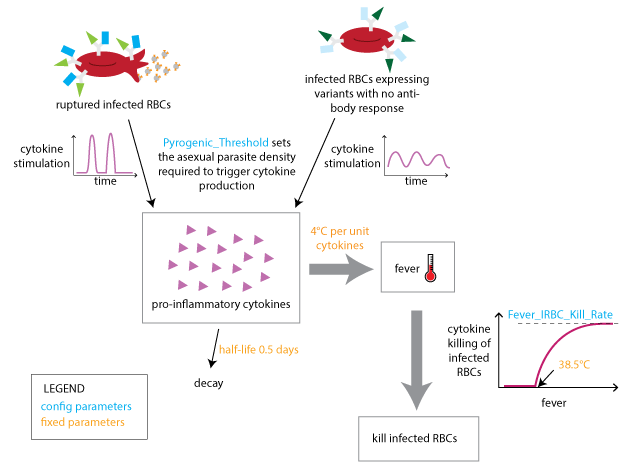 ruptured infected RBCs
infected RBCs expressing
variants with no anti-
body response
cytokine
stimulation
time
Pyrogenic_Threshold sets
the asexual parasite density
required to trigger cytokine
production
cytokine
stimulation
time
pro-inflammatory cytokines
4°C per unit
cytokines
fever
half-life 0.5 days
decay
Fever_IRBC_Kill_Rate
cytokine
killing of
infected
RBCs
38.5°C
fever
kill infected RBCs
LEGEND
config parameters
fixed parameters